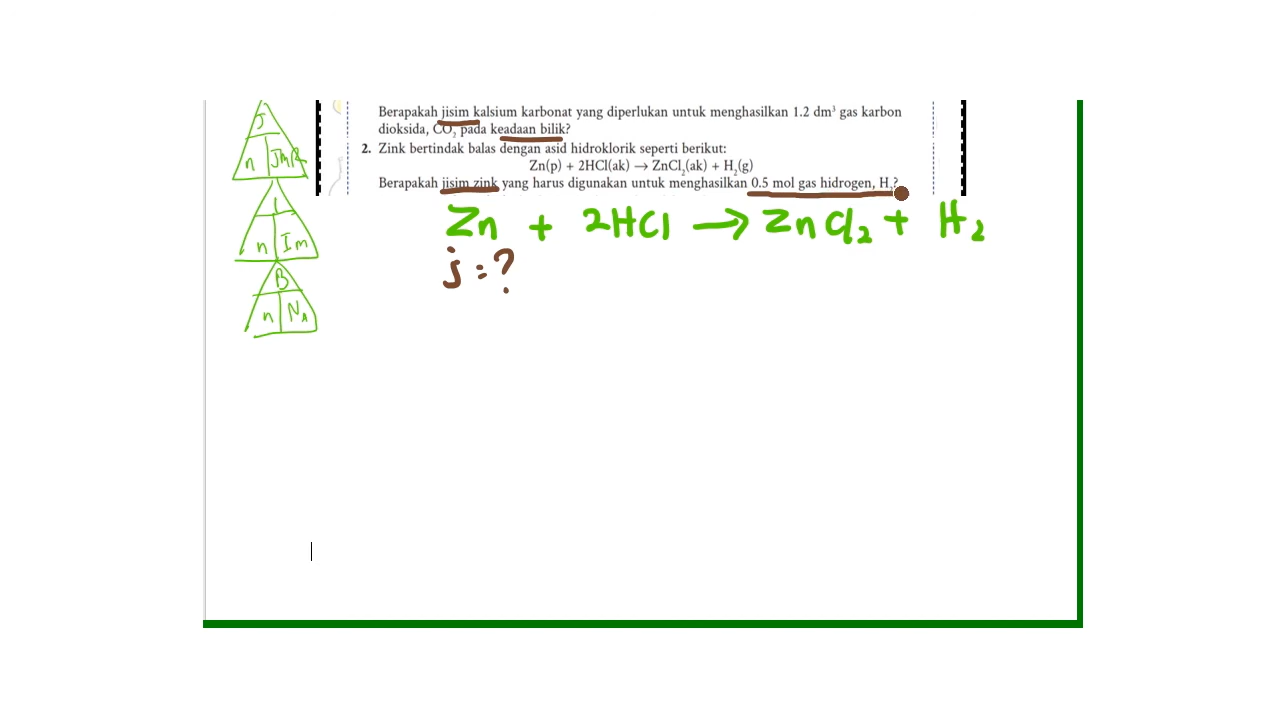 Berapakah jisim kalsium karbonat yang diperlukan untuk menghasilkan 1.2 dm³ gas karbon
dioksida, CO₂ pada keadaan bilik?
2. Zink bertindak balas dengan asid hidroklorik seperti berikut:
Zn(p) + 2HCl(ak) → ZnCl₂(ak) + H₂(g)
Berapakah jisim zink yang harus digunakan untuk menghasilkan 0.5 mol gas hidrogen, H₂?
Zn + 2HCl → ZnCl₂ + H₂
j = ?
J
n JmR
I
n Im
B
n NA